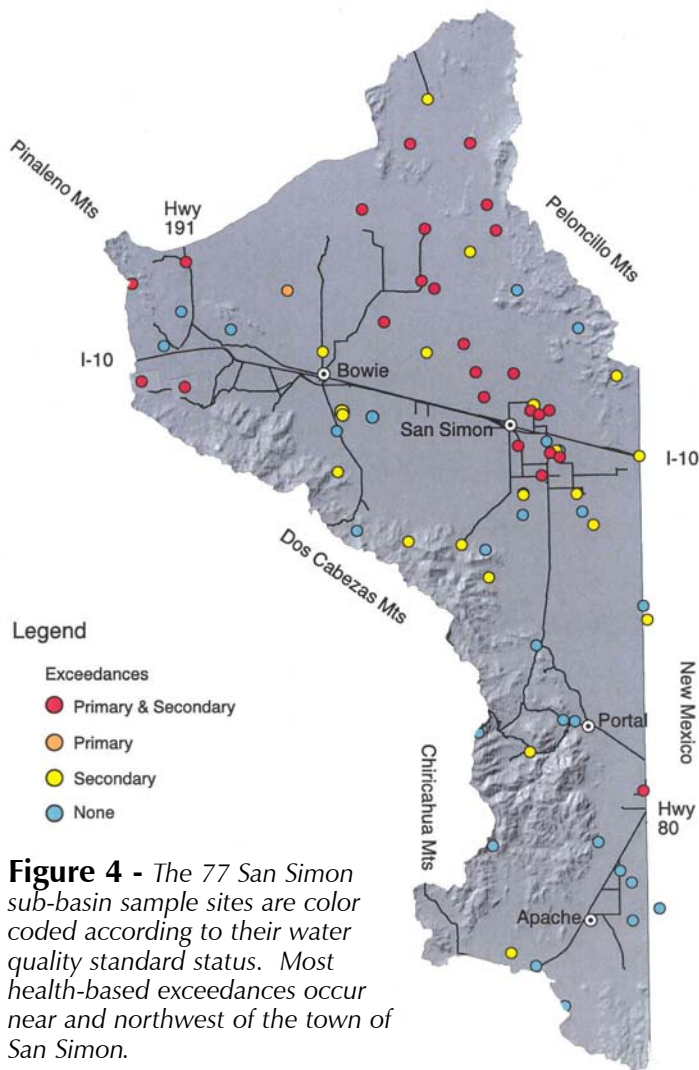 Pinaleno Mts
Hwy
191
Peloncillo Mts
I-10
Bowie
San Simon
I-10
Dos Cabezas Mts
Legend
Exceedances
Primary & Secondary
Primary
Secondary
None
New Mexico
Portal
Chiricahua Mts
Hwy
80
Apache
Figure 4 - The 77 San Simon
sub-basin sample sites are color
coded according to their water
quality standard status. Most
health-based exceedances occur
near and northwest of the town of
San Simon.